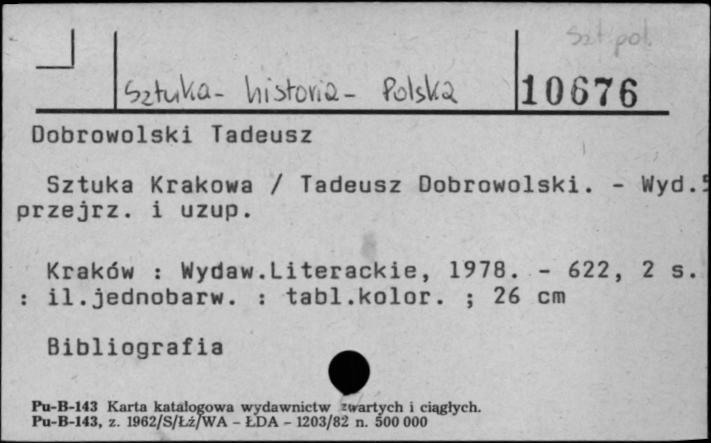 Szt. pol.
Sztuka - historia - Polska
10676
Dobrowolski Tadeusz
Sztuka Krakowa / Tadeusz Dobrowolski. - Wyd.5
przejrz. i uzup.
Kraków : Wydaw.Literackie, 1978. - 622, 2 s.
: il.jednobarw. : tabl.kolor. ; 26 cm
Bibliografia
Pu-B-143 Karta katalogowa wydawnictw zwartych i ciągłych.
Pu-B-143, z. 1962/S/Łź/WA - ŁDA - 1203/82 n. 500 000